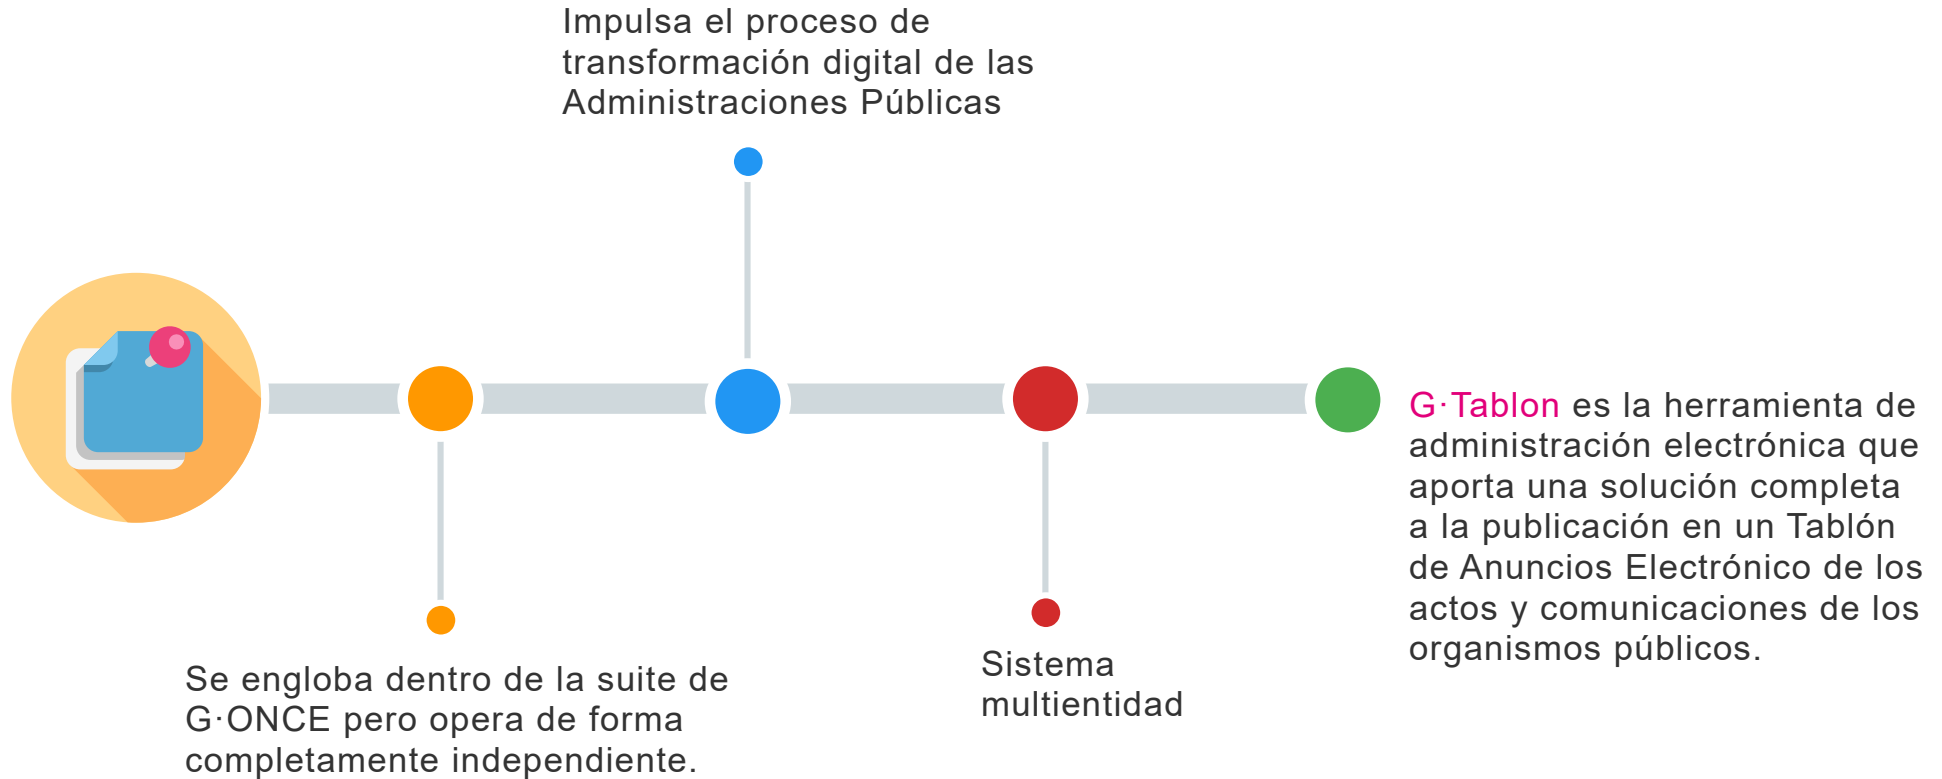 Impulsa el proceso de
transformación digital de las
Administraciones Públicas
Se engloba dentro de la suite de
G·ONCE pero opera de forma
completamente independiente.
Sistema
multientidad
G·Tablon es la herramienta de
administración electrónica que
aporta una solución completa
a la publicación en un Tablón
de Anuncios Electrónico de los
actos y comunicaciones de los
organismos públicos.